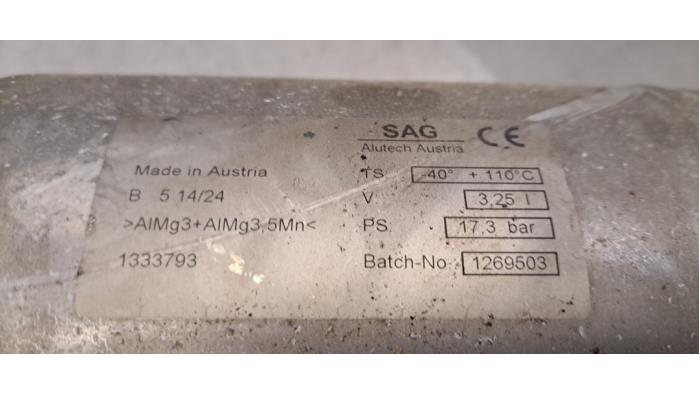 SAG CE
Alutech Austria
Made in Austria
TS -40° + 110°C
B 5 14/24
V 3,25 l
>AlMg3+AlMg3,5Mn<
PS 17,3 bar
1333793
Batch-No 1269503